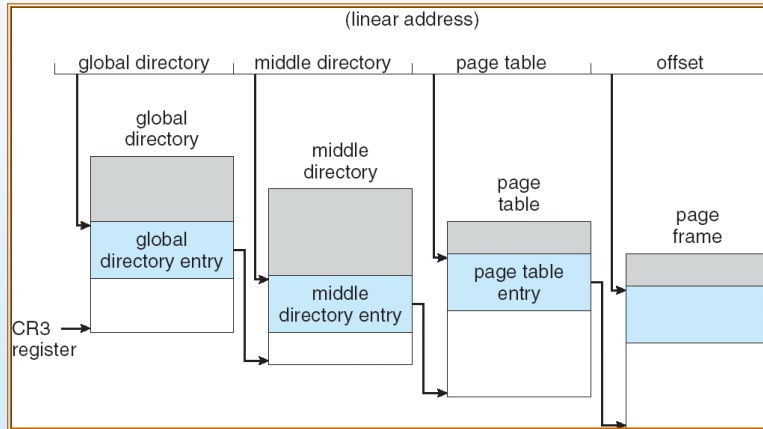 (linear address)
global directory
middle directory
page table
offset
global
directory
middle
directory
page
table
page
frame
global
directory entry
middle
directory entry
page table
entry
CR3
register